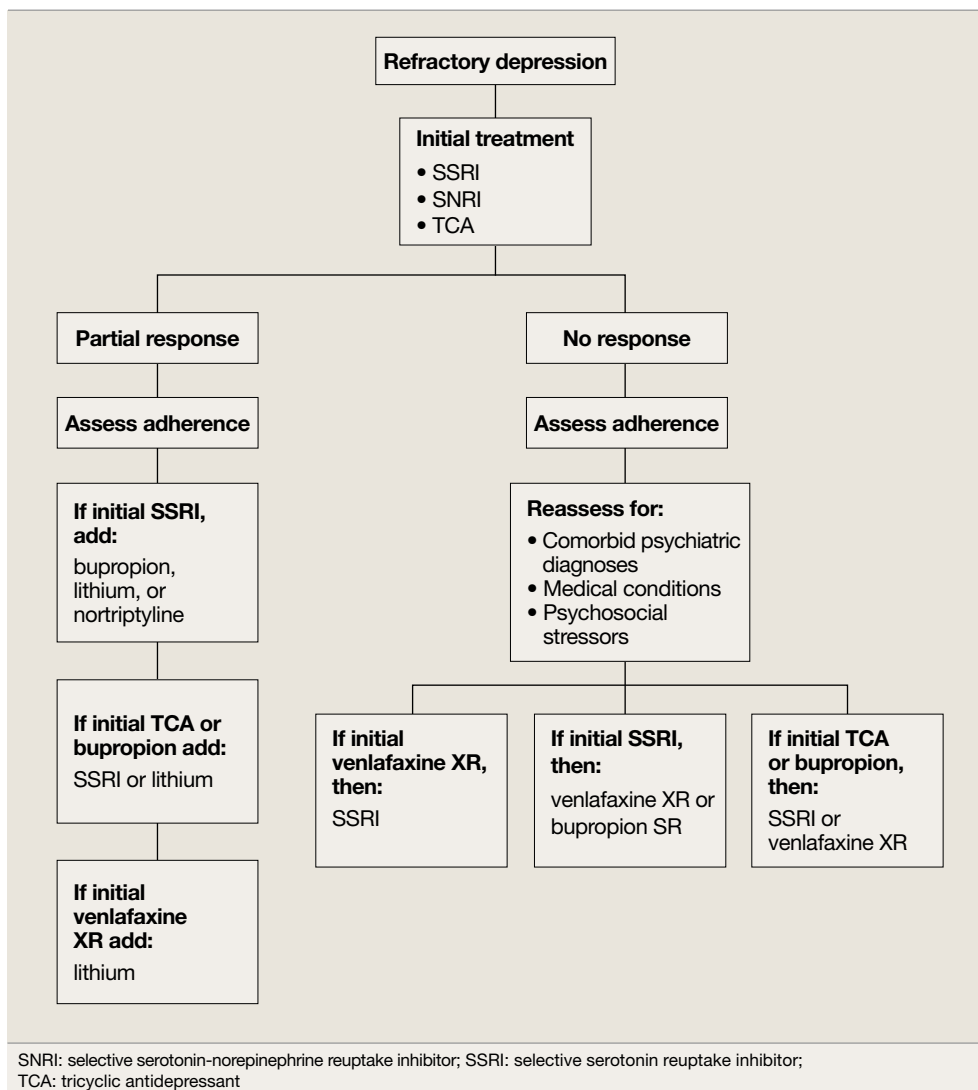 Refractory depression
Initial treatment
• SSRI
• SNRI
• TCA
Partial response
Assess adherence
If initial SSRI,
add:
bupropion,
lithium, or
nortriptyline
If initial TCA or
bupropion add:
SSRI or lithium
If initial
venlafaxine
XR add:
lithium
No response
Assess adherence
Reassess for:
• Comorbid psychiatric
diagnoses
• Medical conditions
• Psychosocial
stressors
If initial
venlafaxine XR,
then:
SSRI
If initial SSRI,
then:
venlafaxine XR or
bupropion SR
If initial TCA
or bupropion,
then:
SSRI or
venlafaxine XR
SNRI: selective serotonin-norepinephrine reuptake inhibitor; SSRI: selective serotonin reuptake inhibitor;
TCA: tricyclic antidepressant